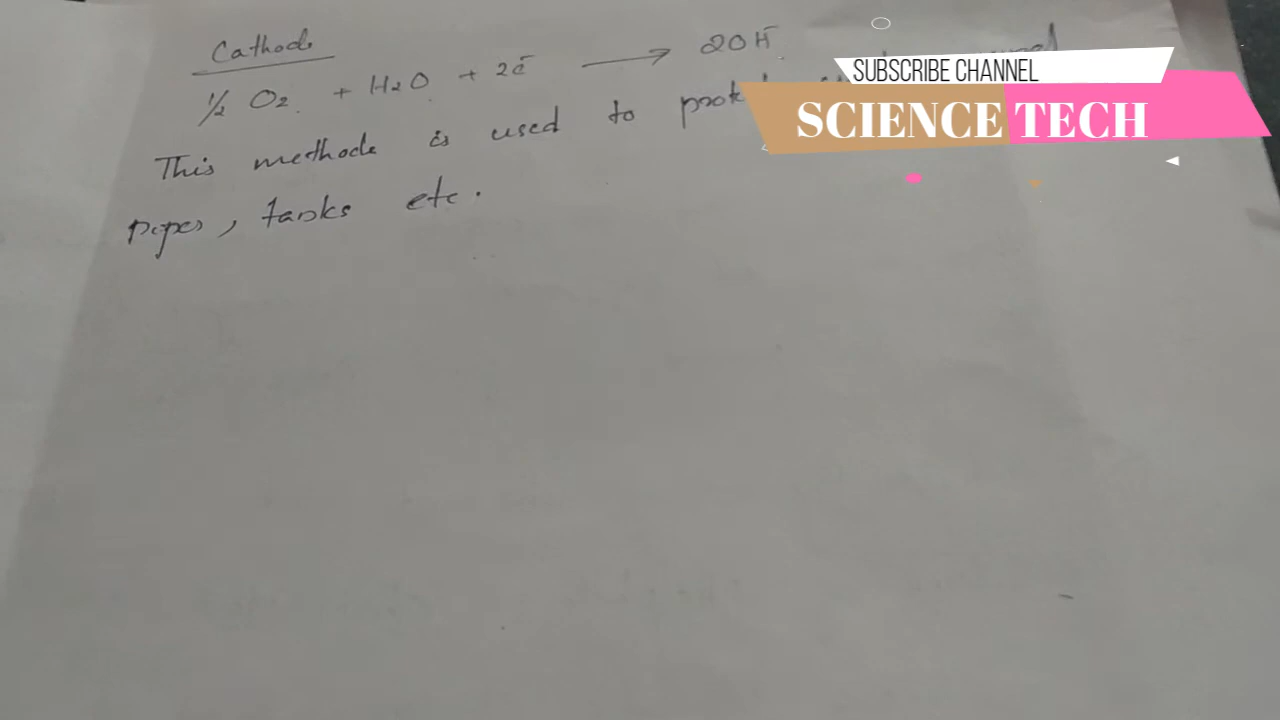 Cathode
½ O₂ + H₂O + 2e⁻ → 2OH⁻
This methode is used to
pipes, tanks etc.
SUBSCRIBE CHANNEL
SCIENCE TECH